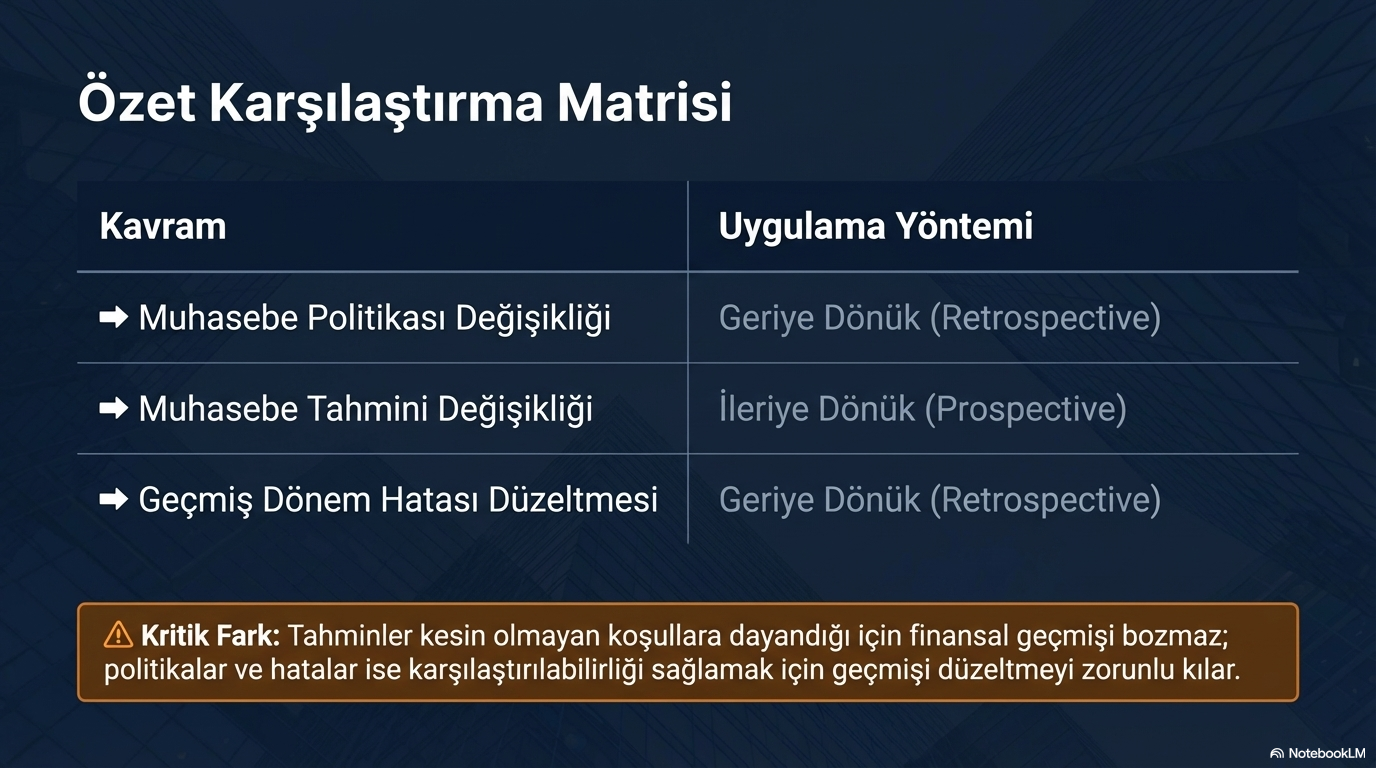 Özet Karşılaştırma Matrisi
Kavram
Uygulama Yöntemi
➡ Muhasebe Politikası Değişikliği
Geriye Dönük (Retrospective)
➡ Muhasebe Tahmini Değişikliği
İleriye Dönük (Prospective)
➡ Geçmiş Dönem Hatası Düzeltmesi
Geriye Dönük (Retrospective)
⚠ Kritik Fark: Tahminler kesin olmayan koşullara dayandığı için finansal geçmişi bozmaz;
politikalar ve hatalar ise karşılaştırılabilirliği sağlamak için geçmişi düzeltmeyi zorunlu kılar.
NotebookLM